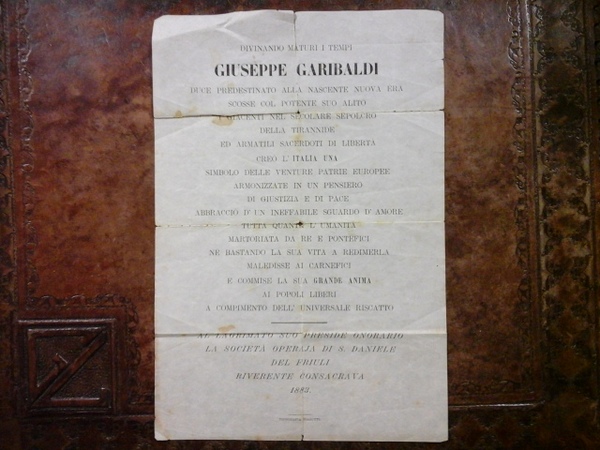 DIVINANDO MATURI I TEMPI
GIUSEPPE GARIBALDI
DUCE PREDESTINATO ALLA NASCENTE NUOVA ERA
SCOSSE COL POTENTE SUO ALITO
I GIACENTI NEL SECOLARE SEPOLCRO
DELLA TIRANNIDE
ED ARMATILI SACERDOTI DI LIBERTÀ
CREÒ L' ITALIA UNA
SIMBOLO DELLE VENTURE PATRIE EUROPEE
ARMONIZZATE IN UN PENSIERO
DI GIUSTIZIA E DI PACE
ABBRACCIÒ D' UN INEFFABILE SGUARDO D' AMORE
TUTTA QUANTA L' UMANITÀ
MARTORIATA DA RE E PONTEFICI
NÈ BASTANDO LA SUA VITA A REDIMERLA
MALEDISSE AI CARNEFICI
E COMMISE LA SUA GRANDE ANIMA
AI POPOLI LIBERI
A COMPIMENTO DELL' UNIVERSALE RISCATTO
AL LAGRIMATO SUO PRESIDE ONORARIO
LA SOCIETÀ OPERAJA DI S. DANIELE
DEL FRIULI
RIVERENTE CONSACRAVA
1883.